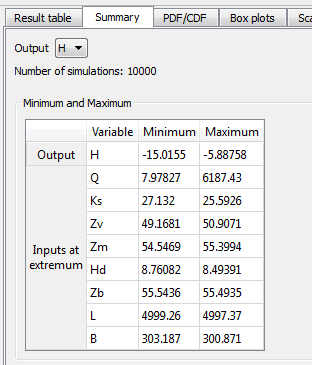 Result table Summary PDF/CDF Box plots
Output H
Number of simulations: 10000
Minimum and Maximum
Variable Minimum Maximum
Output H -15.0155 -5.88758
Q 7.97827 6187.43
Ks 27.132 25.5926
Zv 49.1681 50.9071
Zm 54.5469 55.3994
Inputs at extremum Hd 8.76082 8.49391
Zb 55.5436 55.4935
L 4999.26 4997.37
B 303.187 300.871